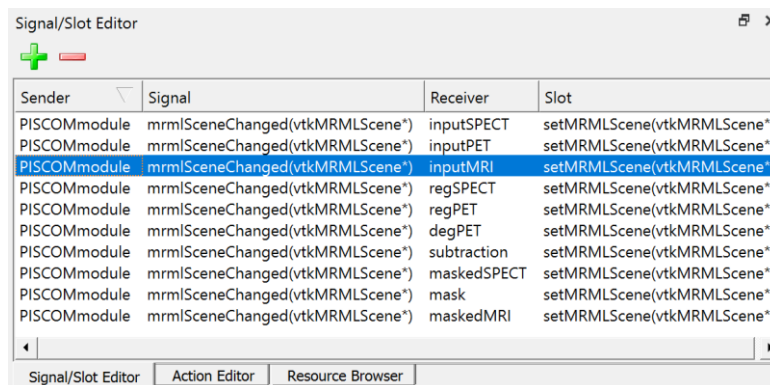 Signal/Slot Editor
Sender Signal Receiver Slot
PISCOMmodule mrmlSceneChanged(vtkMRMLScene*) inputSPECT setMRMLScene(vtkMRMLScene*
PISCOMmodule mrmlSceneChanged(vtkMRMLScene*) inputPET setMRMLScene(vtkMRMLScene*
PISCOMmodule mrmlSceneChanged(vtkMRMLScene*) inputMRI setMRMLScene(vtkMRMLScene*
PISCOMmodule mrmlSceneChanged(vtkMRMLScene*) regSPECT setMRMLScene(vtkMRMLScene*
PISCOMmodule mrmlSceneChanged(vtkMRMLScene*) regPET setMRMLScene(vtkMRMLScene*
PISCOMmodule mrmlSceneChanged(vtkMRMLScene*) degPET setMRMLScene(vtkMRMLScene*
PISCOMmodule mrmlSceneChanged(vtkMRMLScene*) subtraction setMRMLScene(vtkMRMLScene*
PISCOMmodule mrmlSceneChanged(vtkMRMLScene*) maskedSPECT setMRMLScene(vtkMRMLScene*
PISCOMmodule mrmlSceneChanged(vtkMRMLScene*) mask setMRMLScene(vtkMRMLScene*
PISCOMmodule mrmlSceneChanged(vtkMRMLScene*) maskedMRI setMRMLScene(vtkMRMLScene*
Signal/Slot Editor Action Editor Resource Browser